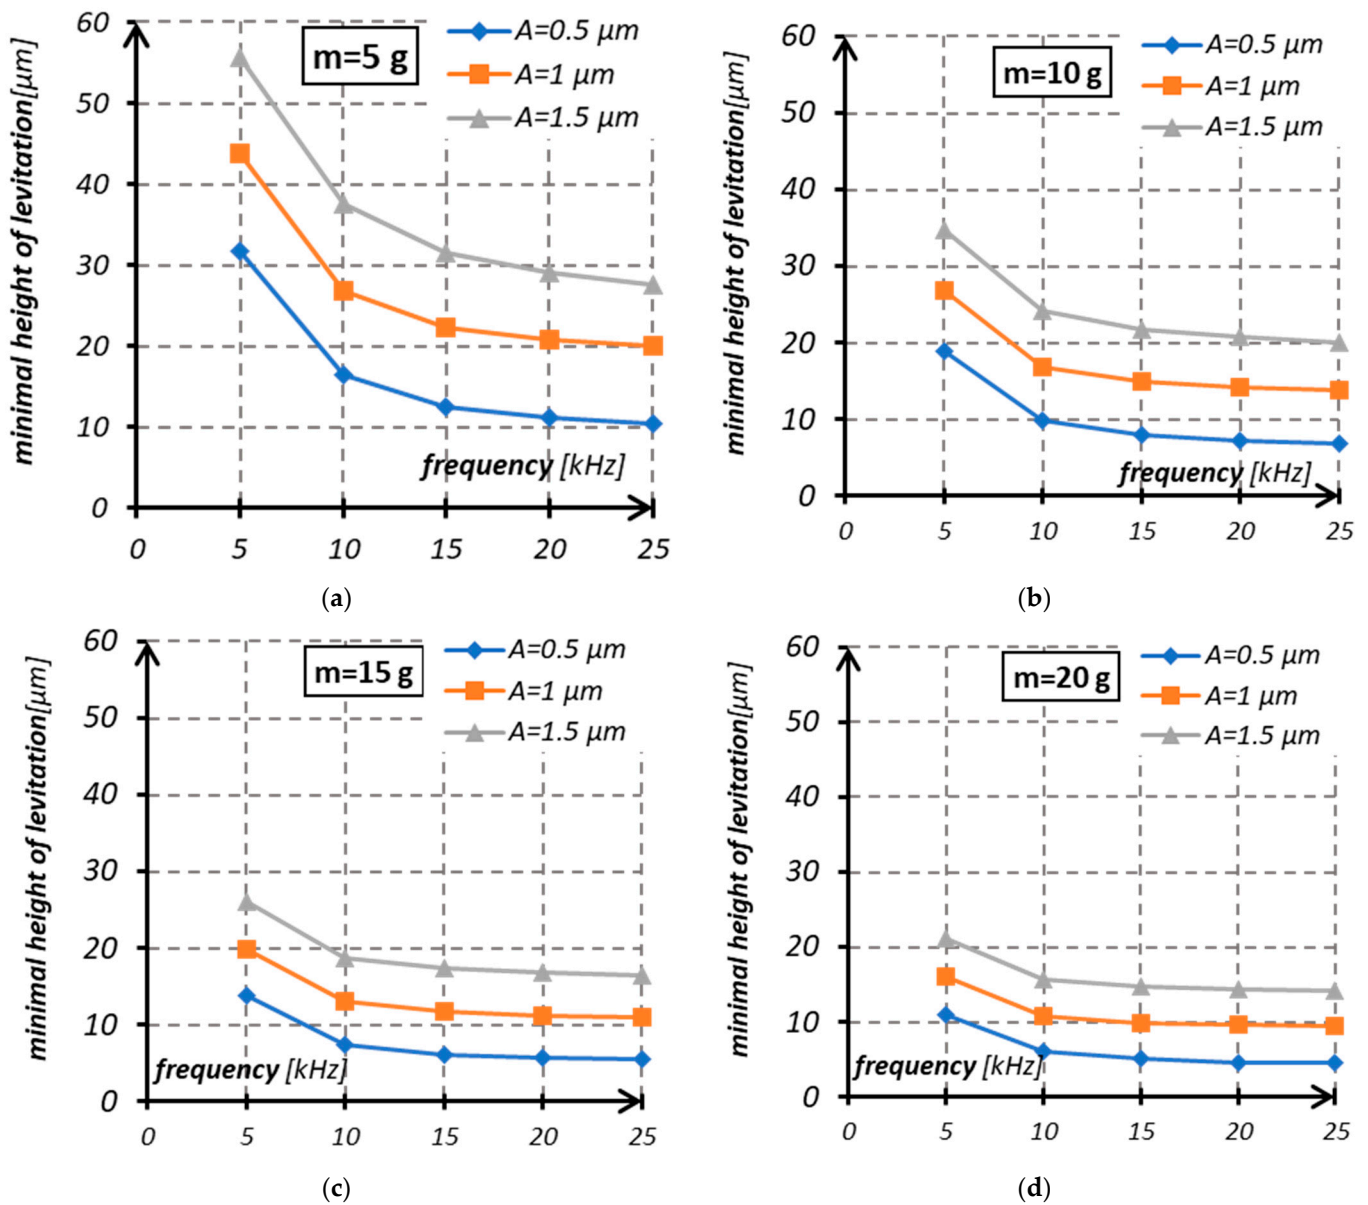 minimal height of levitation[μm]
60
50
40
30
20
10
0
m=5 g
A=0.5 μm
A=1 μm
A=1.5 μm
frequency [kHz]
0 5 10 15 20 25
(a)
minimal height of levitation[μm]
60
50
40
30
20
10
0
m=10 g
A=0.5 μm
A=1 μm
A=1.5 μm
frequency [kHz]
0 5 10 15 20 25
(b)
minimal height of levitation[μm]
60
50
40
30
20
10
0
m=15 g
A=0.5 μm
A=1 μm
A=1.5 μm
frequency [kHz]
0 5 10 15 20 25
(c)
minimal height of levitation[μm]
60
50
40
30
20
10
0
m=20 g
A=0.5 μm
A=1 μm
A=1.5 μm
frequency [kHz]
0 5 10 15 20 25
(d)